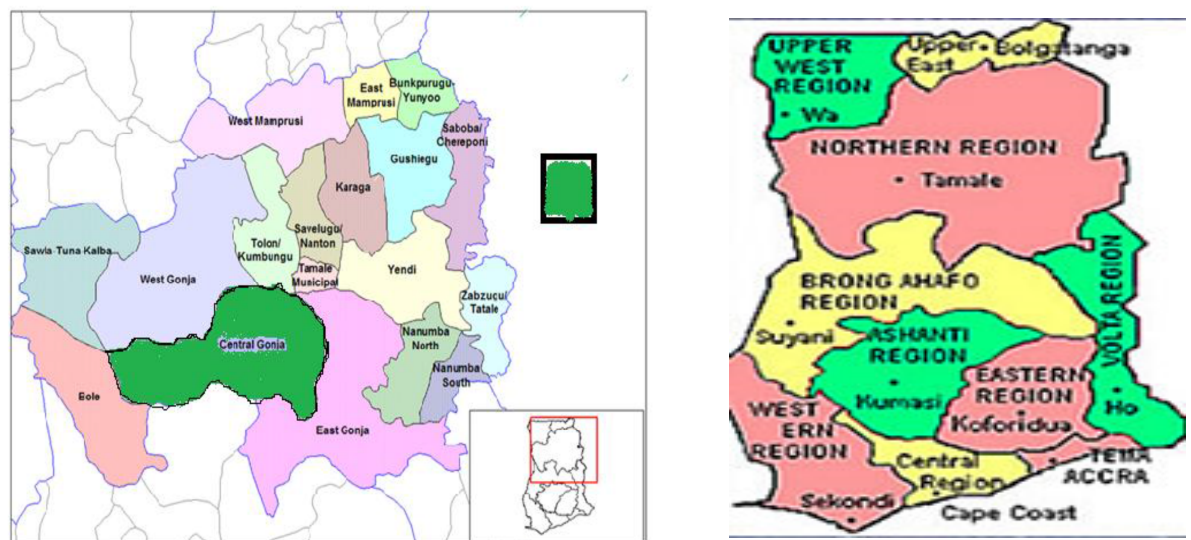 East
Mamprusi
Bunkpurugu-
Yunyoo
West Mamprusi
Saboba/
Chereponi
Gushiegu
Karaga
Savelugu/
Nanton
Tolon/
Kumbungu
Sawla-Tuna-Kalba
West Gonja
Tamale
Municipal
Yendi
Zabzugu/
Tatale
Central Gonja
Nanumba
North
Nanumba
South
Bole
East Gonja
UPPER
WEST
REGION
Wa
Upper
East
Bolgatanga
NORTHERN REGION
Tamale
BRONG AHAFO
REGION
Suyani
ASHANTI
REGION
Kumasi
VOLTA REGION
EASTERN
REGION
Koforidua
Ho
WEST
ERN
REGION
Central
Region
TEMA
ACCRA
Sekondi
Cape Coast